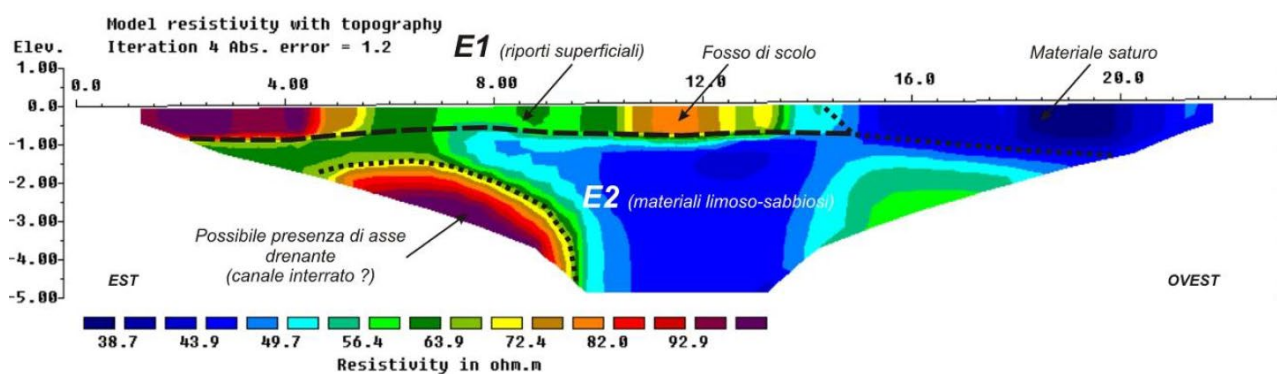 Model resistivity with topography
Iteration 4 Abs. error = 1.2
Elev.
E1 (riporti superficiali)
Fosso di scolo
Materiale saturo
1.00
0.0
4.00
8.00
12.0
16.0
20.0
0.0
-1.00
-2.00
-3.00
-4.00
-5.00
E2 (materiali limoso-sabbiosi)
Possibile presenza di asse
drenante
(canale interrato ?)
EST
OVEST
38.7 43.9 49.7 56.4 63.9 72.4 82.0 92.9
Resistivity in ohm.m